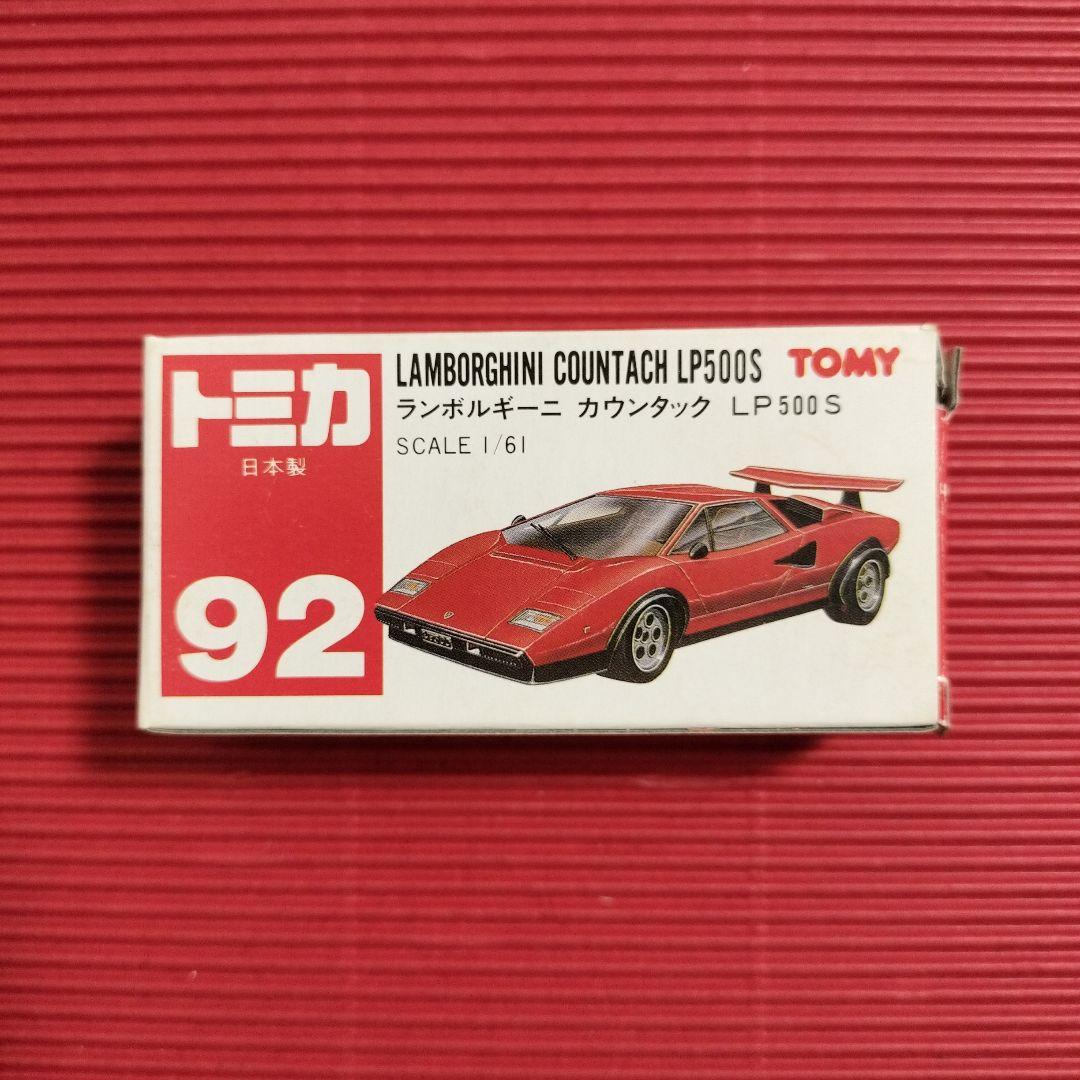 トミカ
日本製
92
LAMBORGHINI COUNTACH LP500S TOMY
ランボルギーニ カウンタック LP500S
SCALE 1/61